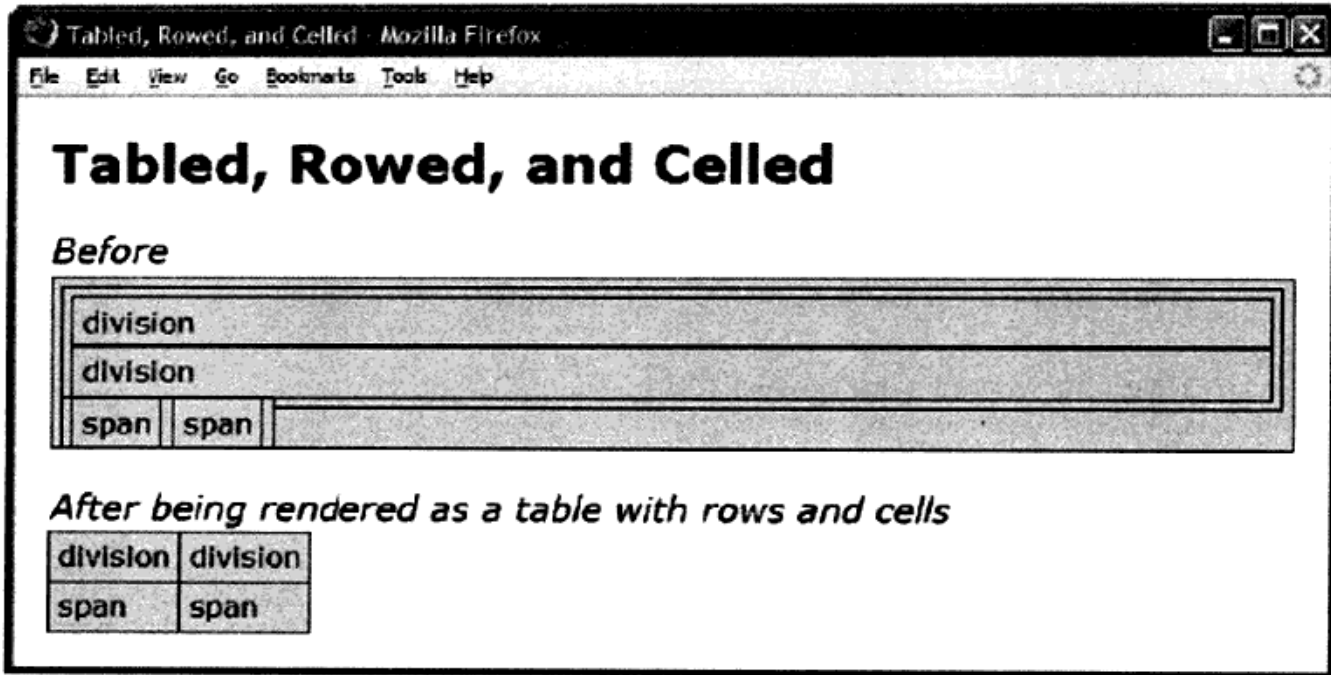 Tabled, Rowed, and Celled - Mozilla Firefox
File Edit View Go Bookmarks Tools Help
Tabled, Rowed, and Celled
Before
division
division
span span
After being rendered as a table with rows and cells
division division
span span